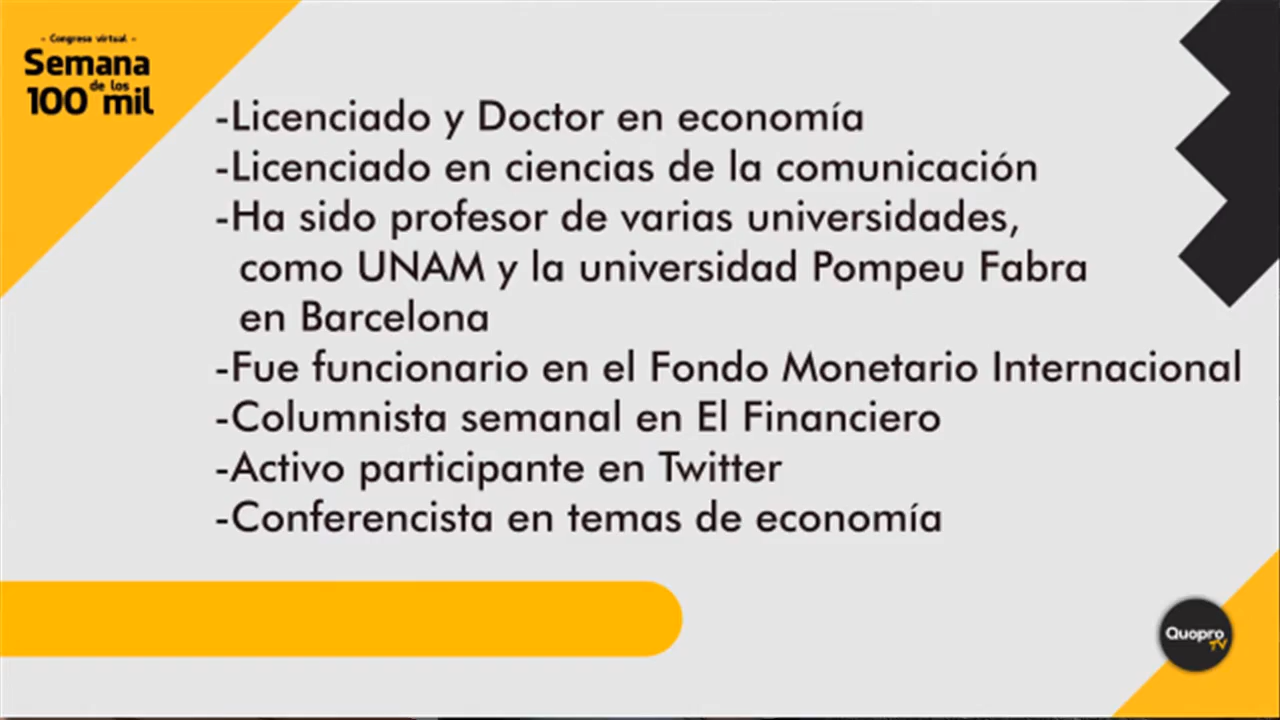 - Congreso virtual -
Semana
de los
100 mil
-Licenciado y Doctor en economía
-Licenciado en ciencias de la comunicación
-Ha sido profesor de varias universidades,
como UNAM y la universidad Pompeu Fabra
en Barcelona
-Fue funcionario en el Fondo Monetario Internacional
-Columnista semanal en El Financiero
-Activo participante en Twitter
-Conferencista en temas de economía
Quopro
TV